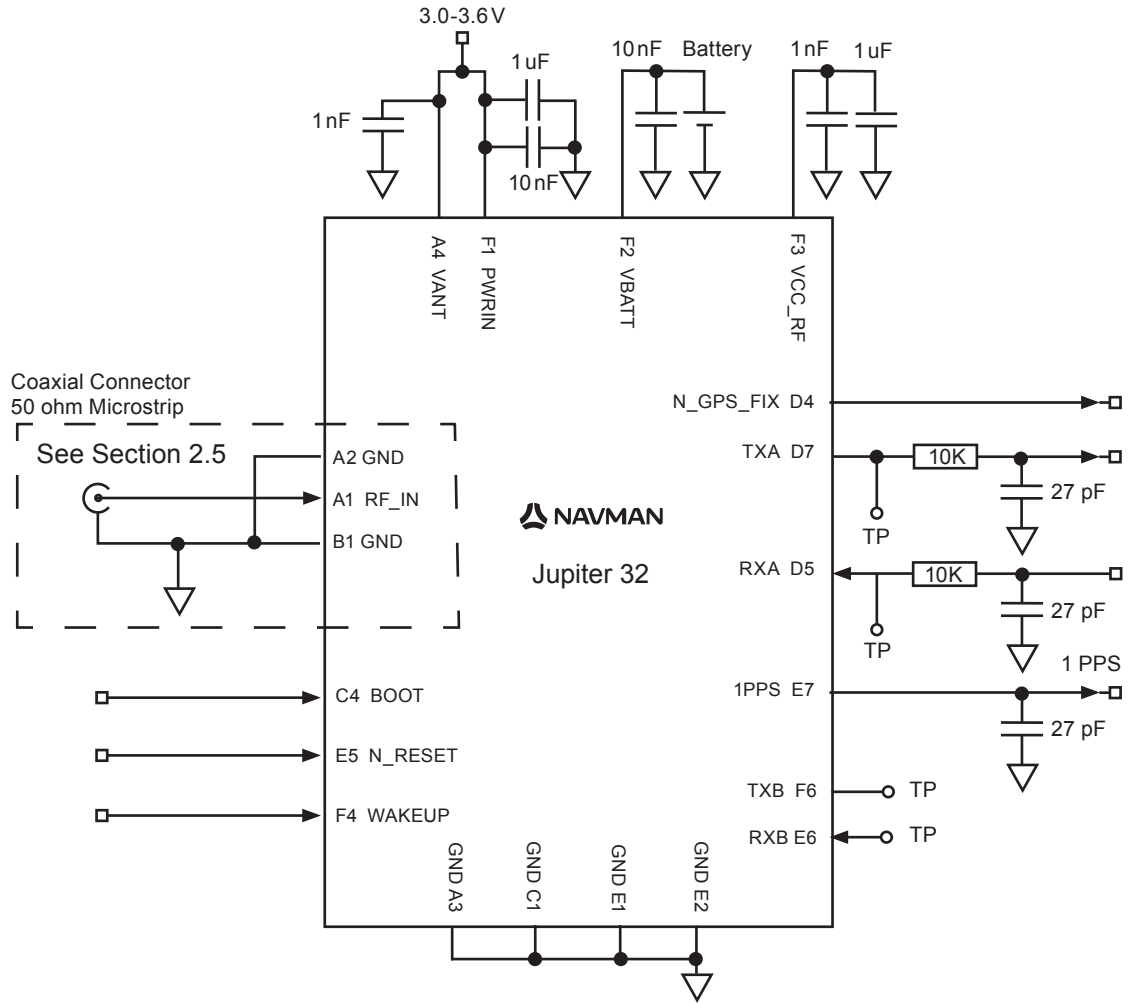 3.0-3.6V
1nF
1uF
10nF
10nF Battery
1nF 1uF
A4 VANT
F1 PWRIN
F2 VBATT
F3 VCC_RF
Coaxial Connector
50 ohm Microstrip
See Section 2.5
A2 GND
A1 RF_IN
B1 GND
NAVMAN
Jupiter 32
N_GPS_FIX D4
TXA D7
10K
27 pF
TP
RXA D5
10K
27 pF
TP
1 PPS
1PPS E7
27 pF
C4 BOOT
E5 N_RESET
F4 WAKEUP
TXB F6 TP
RXB E6 TP
GND A3
GND C1
GND E1
GND E2